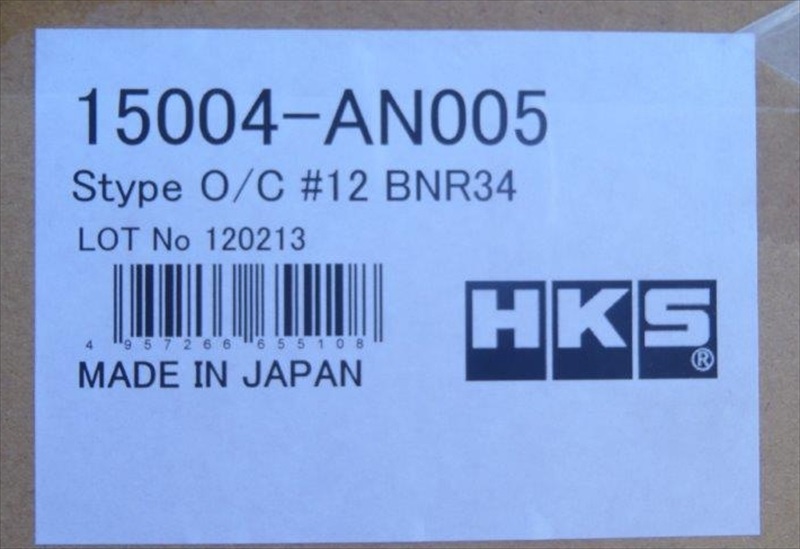 15004-AN005
Stype O/C #12 BNR34
LOT No 120213
4 957266 655108
MADE IN JAPAN
HKS®